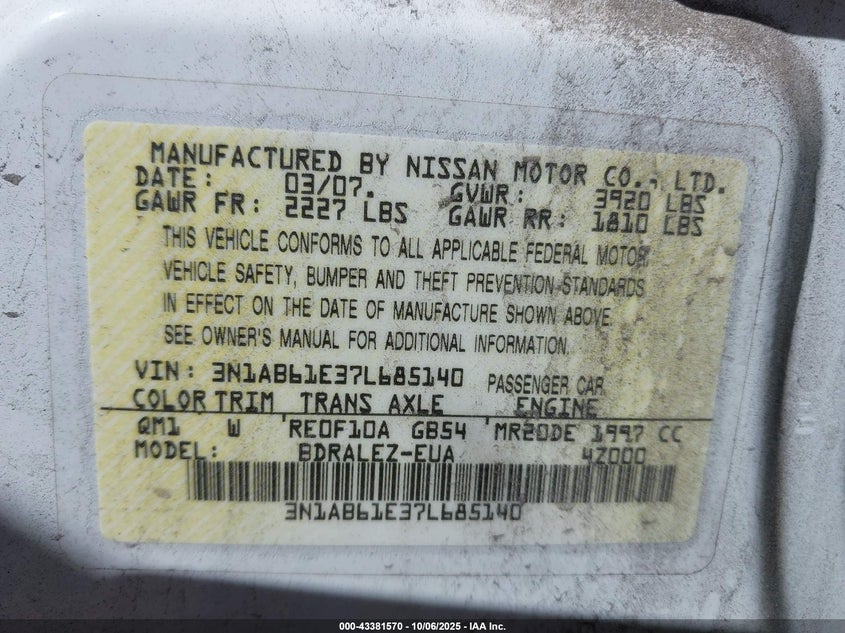 MANUFACTURED BY NISSAN MOTOR CO., LTD.
DATE: 03/07. GVWR: 3920 LBS
GAWR FR: 2227 LBS GAWR RR: 1810 LBS
THIS VEHICLE CONFORMS TO ALL APPLICABLE FEDERAL MOTOR
VEHICLE SAFETY, BUMPER AND THEFT PREVENTION STANDARDS
IN EFFECT ON THE DATE OF MANUFACTURE SHOWN ABOVE.
SEE OWNER'S MANUAL FOR ADDITIONAL INFORMATION.
VIN: 3N1AB61E37L685140 PASSENGER CAR
COLOR TRIM TRANS AXLE ENGINE
QM1 W RE0F10A GB54 MR20DE 1997 CC
MODEL: BDRALEZ-EUA 4Z000
3N1AB61E37L685140
000-43381570 - 10/06/2025 - IAA Inc.